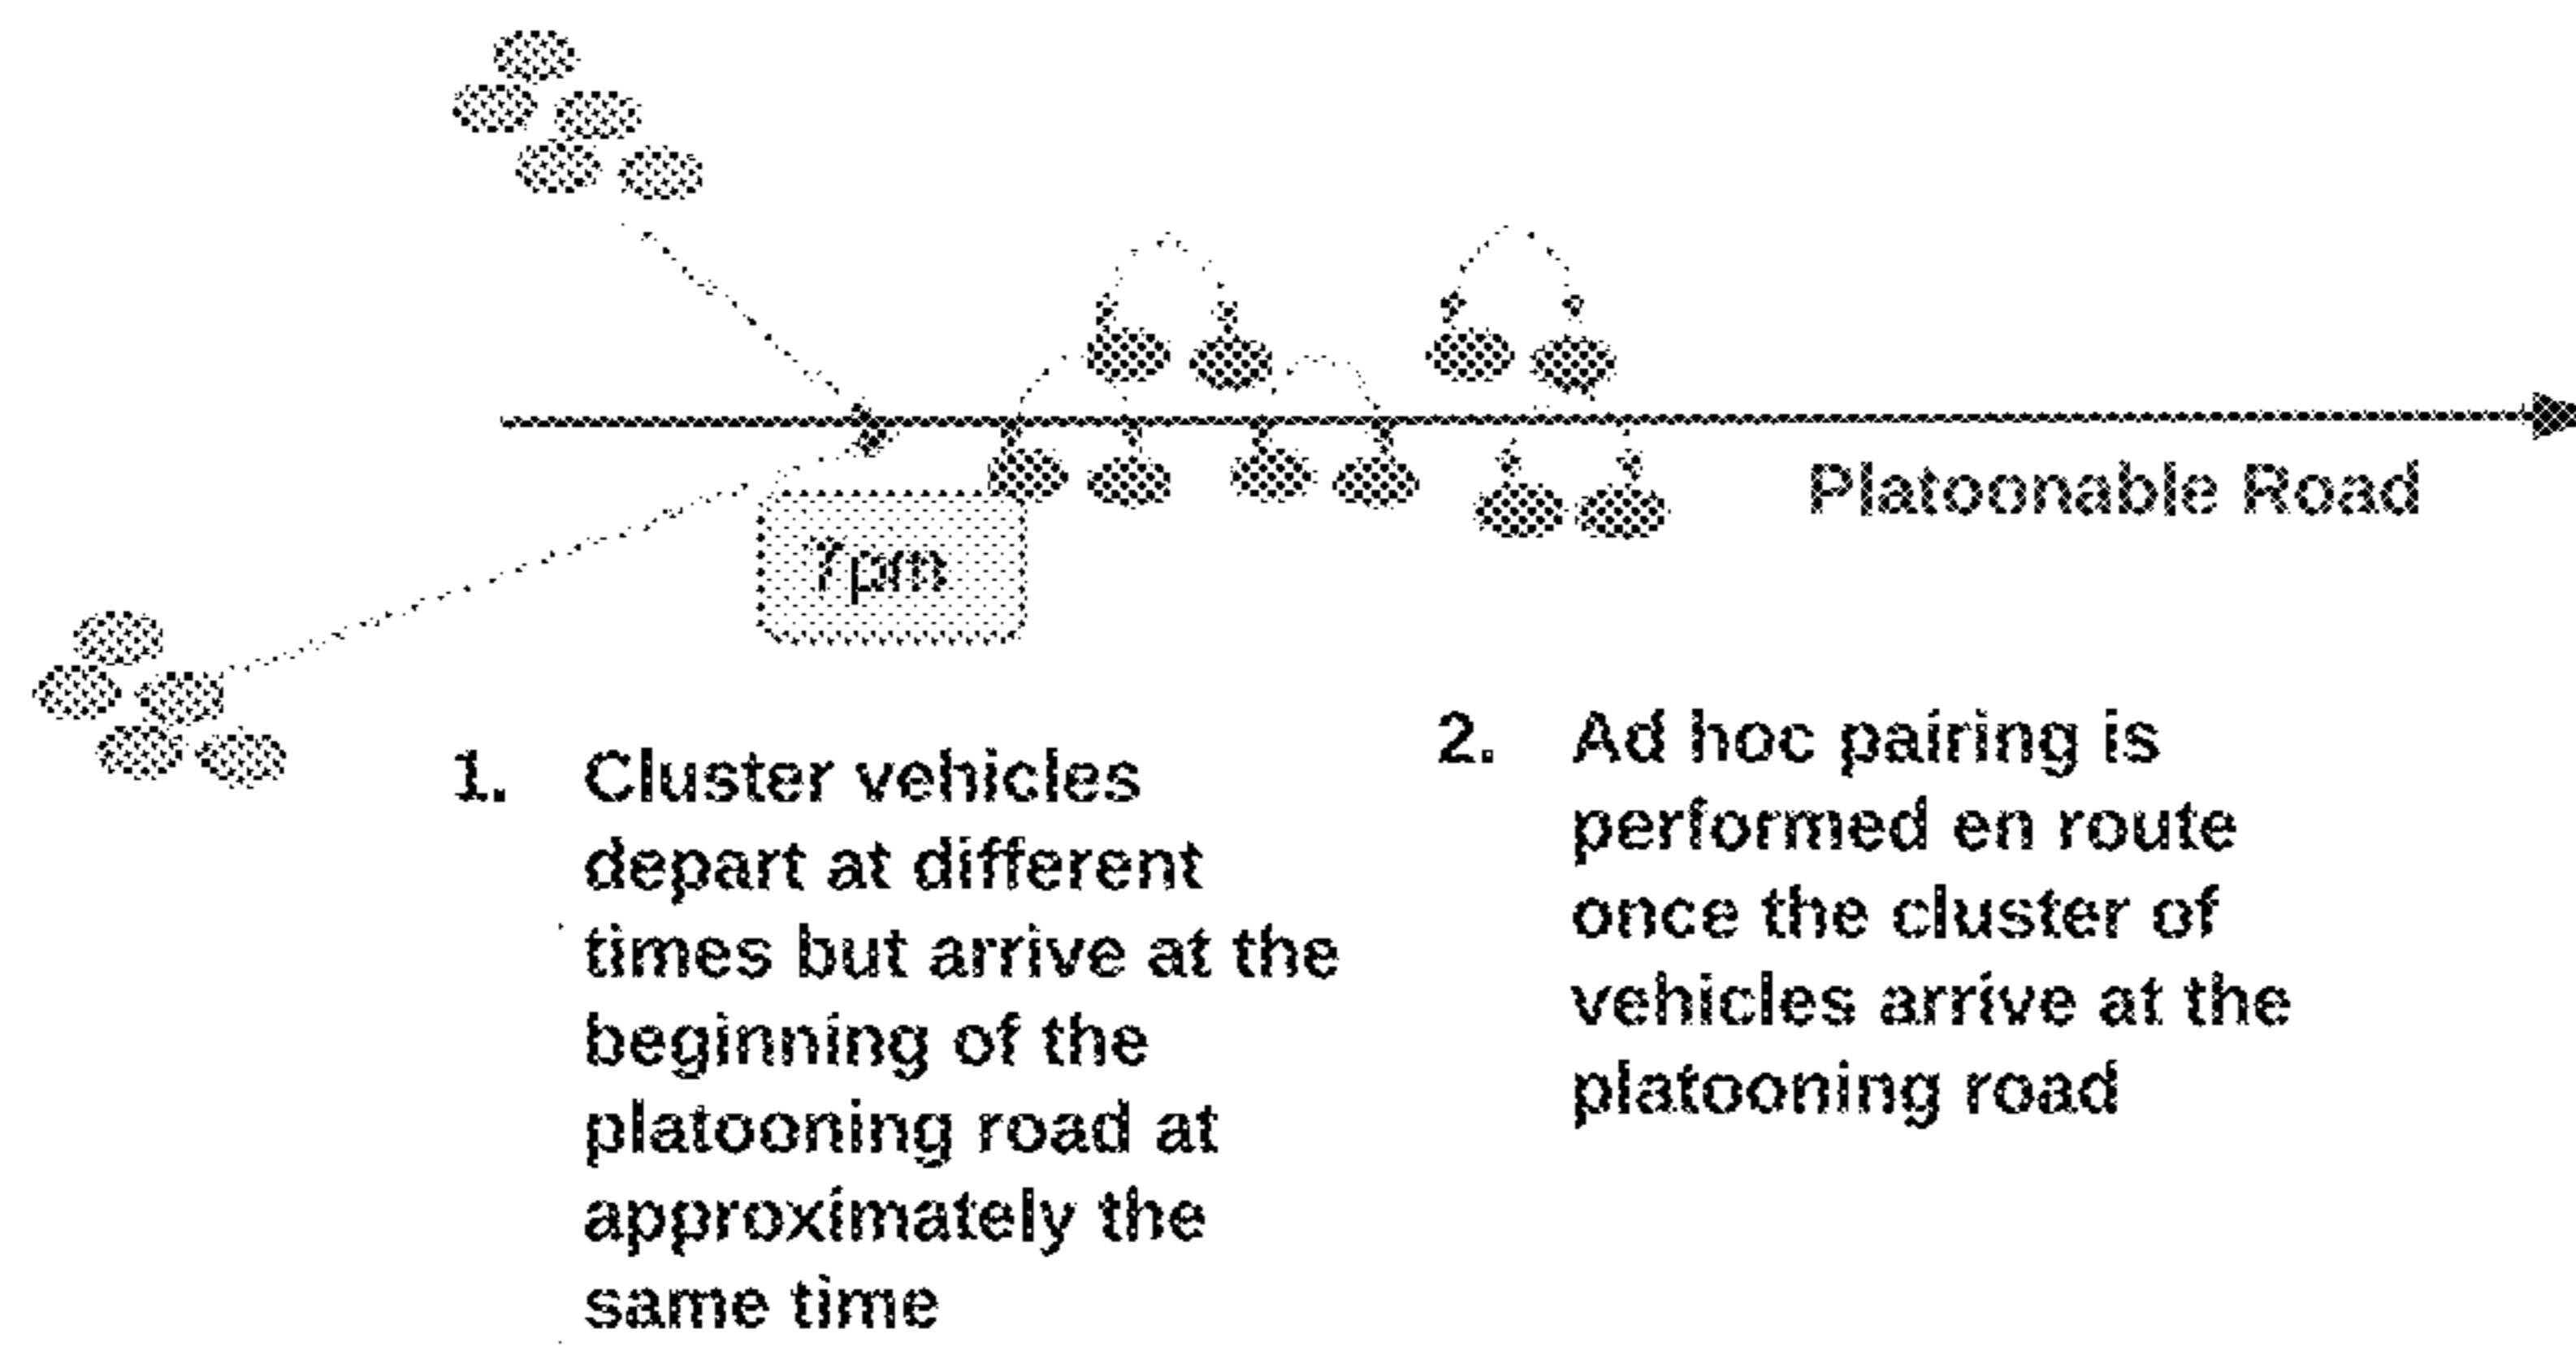 Platoonable Road
7pm
1. Cluster vehicles
depart at different
times but arrive at the
beginning of the
platooning road at
approximately the
same time
2. Ad hoc pairing is
performed en route
once the cluster of
vehicles arrive at the
platooning road